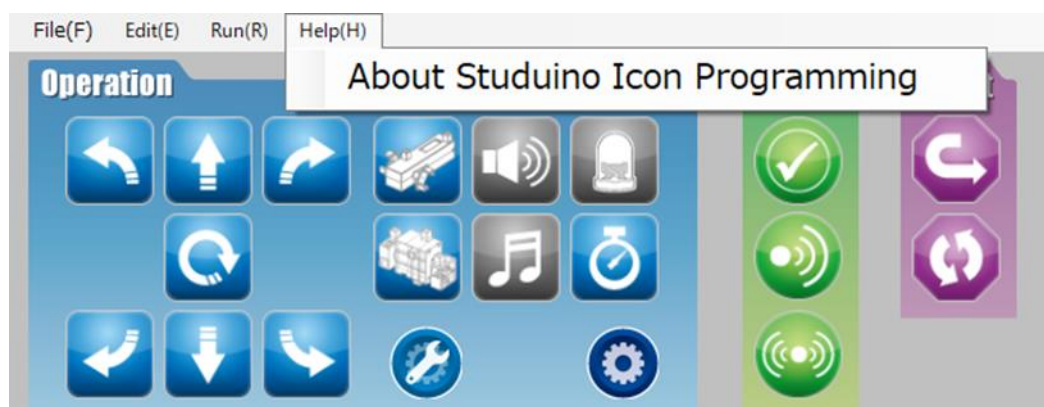 File(F) Edit(E) Run(R) Help(H)
About Studuino Icon Programming
Operation